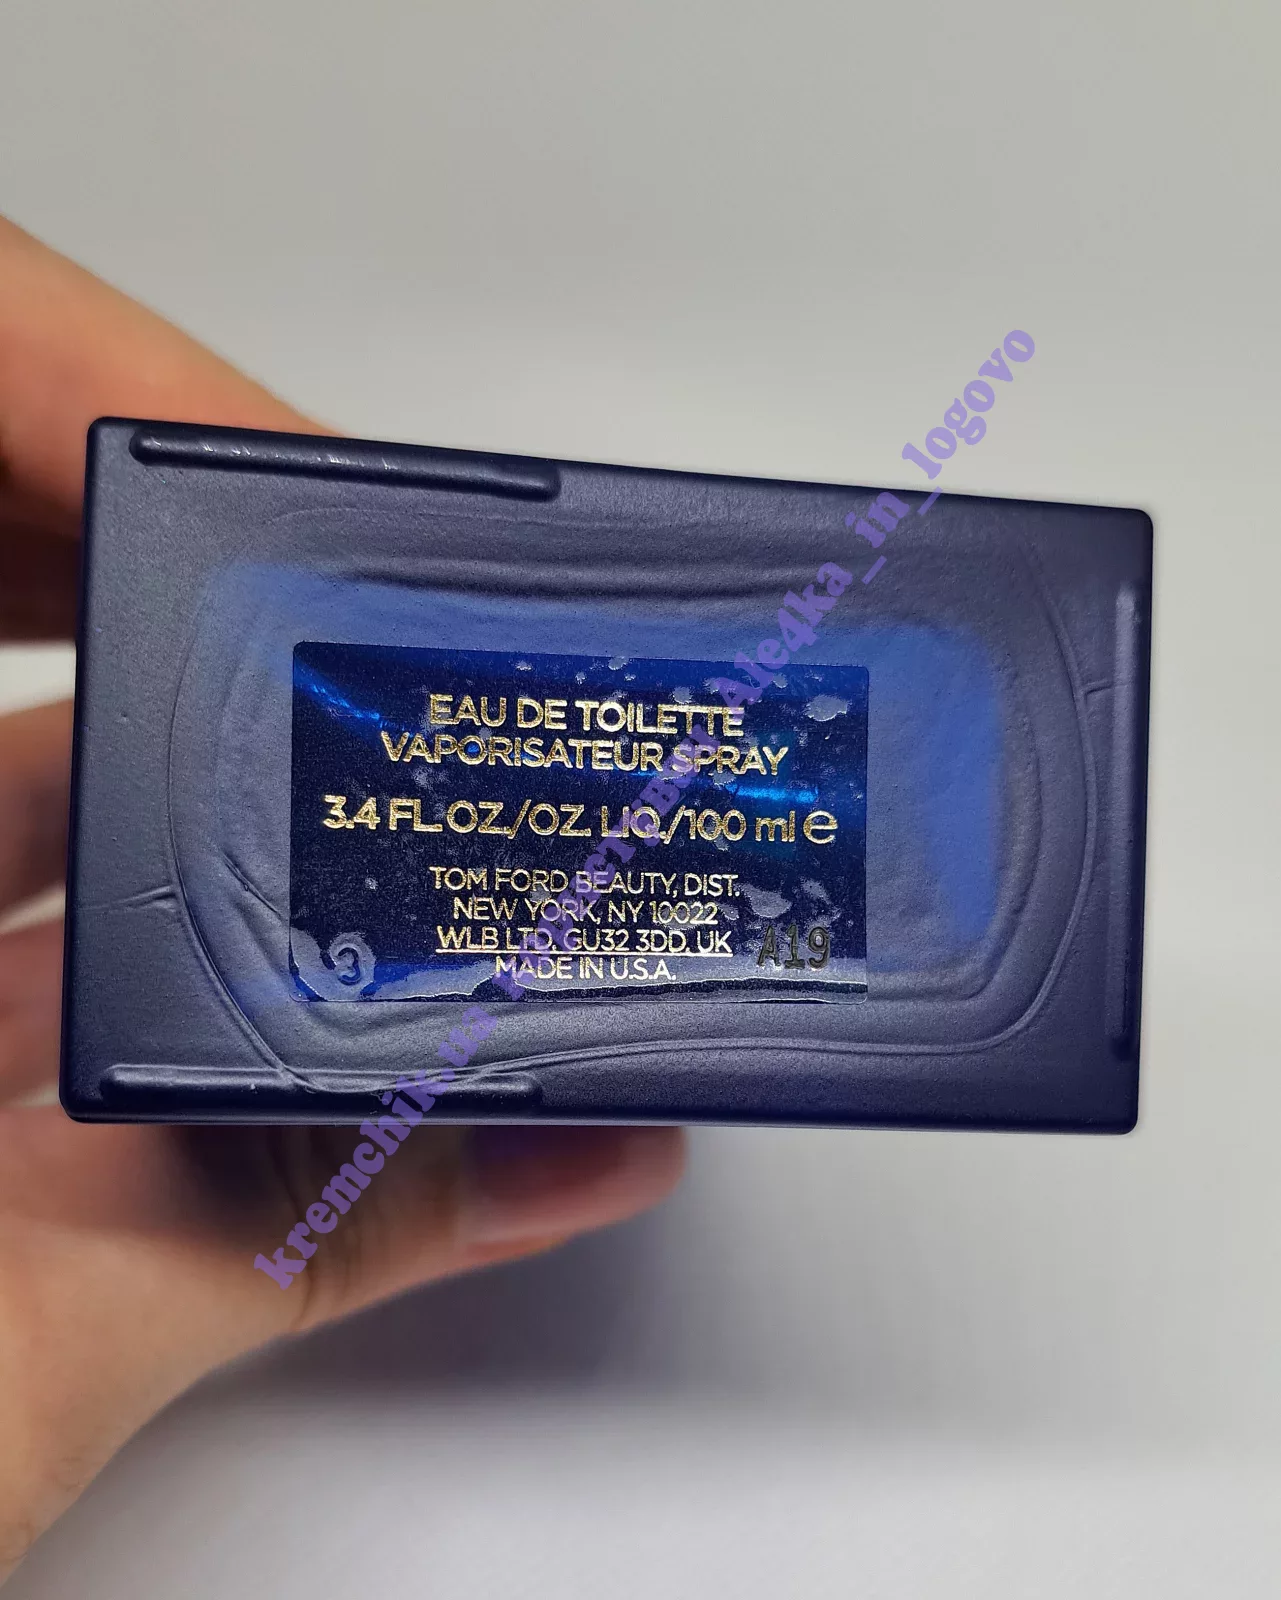 EAU DE TOILETTE
VAPORISATEUR SPRAY
3.4 FL.OZ./OZ. LIQ./100 ml e
TOM FORD BEAUTY, DIST.
NEW YORK, NY 10022
WLB LTD. GU32 3DD. UK
MADE IN U.S.A.
A19
3
kremchik.ua
Ale4ka_in_logovo